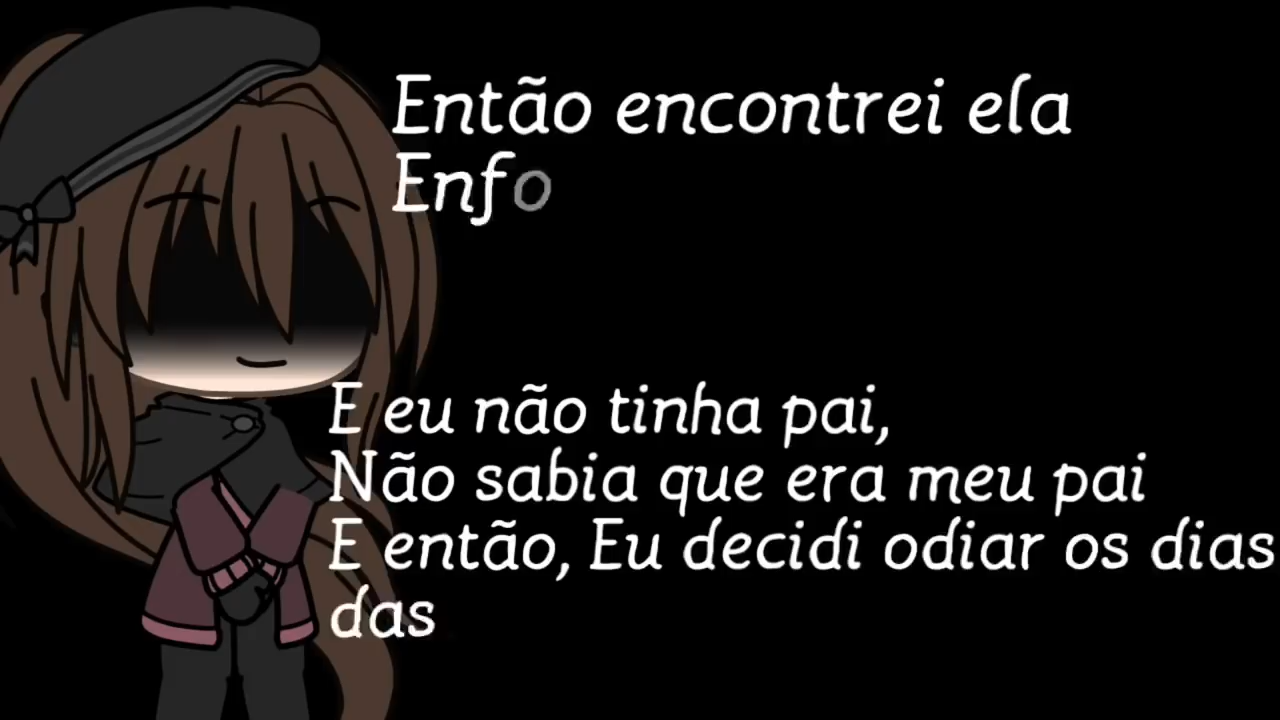 Então encontrei ela
Enfo
E eu não tinha pai,
Não sabia que era meu pai
E então, Eu decidi odiar os dias
das